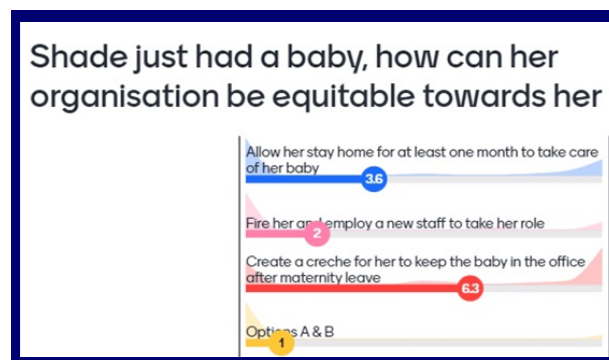 Shade just had a baby, how can her
organisation be equitable towards her
Allow her stay home for at least one month to take care
of her baby
3.6
Fire her and employ a new staff to take her role
2
Create a creche for her to keep the baby in the office
after maternity leave
6.3
Options A & B
1